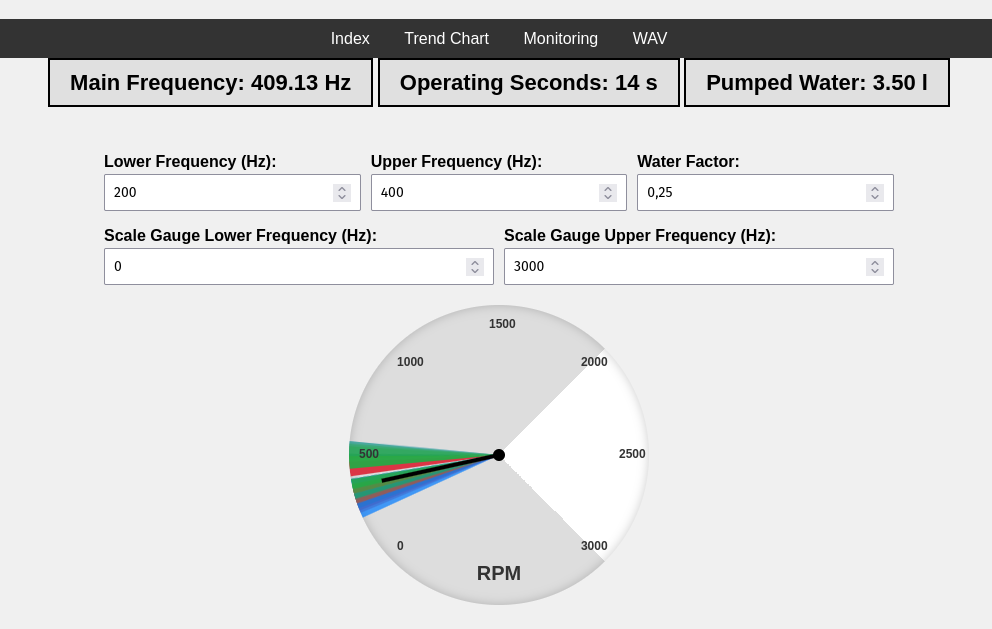 Index Trend Chart Monitoring WAV
Main Frequency: 409.13 Hz Operating Seconds: 14 s Pumped Water: 3.50 l
Lower Frequency (Hz): Upper Frequency (Hz): Water Factor:
200 400 0,25
Scale Gauge Lower Frequency (Hz): Scale Gauge Upper Frequency (Hz):
0 3000
1500
1000 2000
500 2500
0 3000
RPM